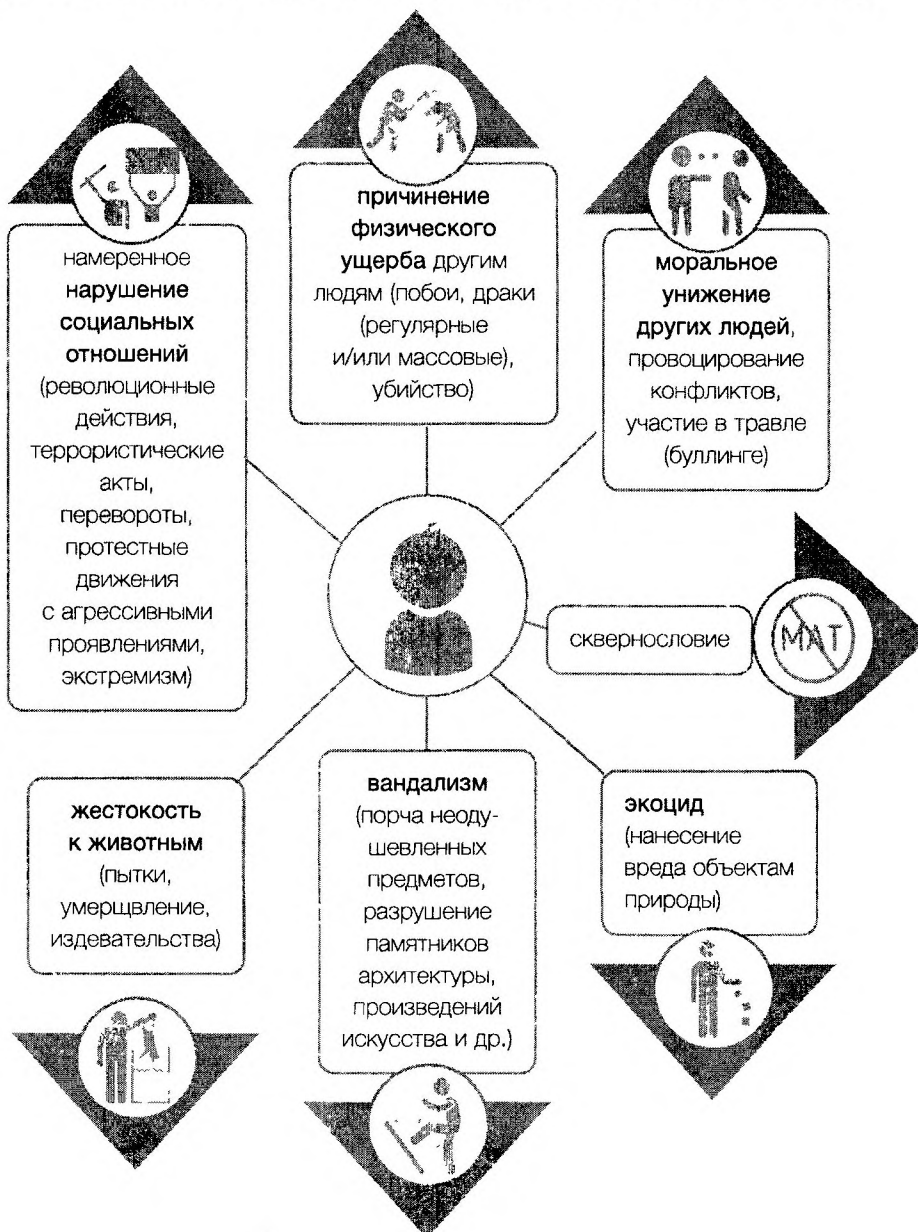 намеренное
нарушение
социальных
отношений
(революционные
действия,
террористические
акты,
перевороты,
протестные
движения
с агрессивными
проявлениями,
экстремизм)
причинение
физического
ущерба другим
людям (побои, драки
(регулярные
и/или массовые),
убийство)
моральное
унижение
других людей,
провоцирование
конфликтов,
участие в травле
(буллинге)
сквернословие
МАТ
жестокость
к животным
(пытки,
умерщвление,
издевательства)
вандализм
(порча неоду-
шевленных
предметов,
разрушение
памятников
архитектуры,
произведений
искусства и др.)
экоцид
(нанесение
вреда объектам
природы)